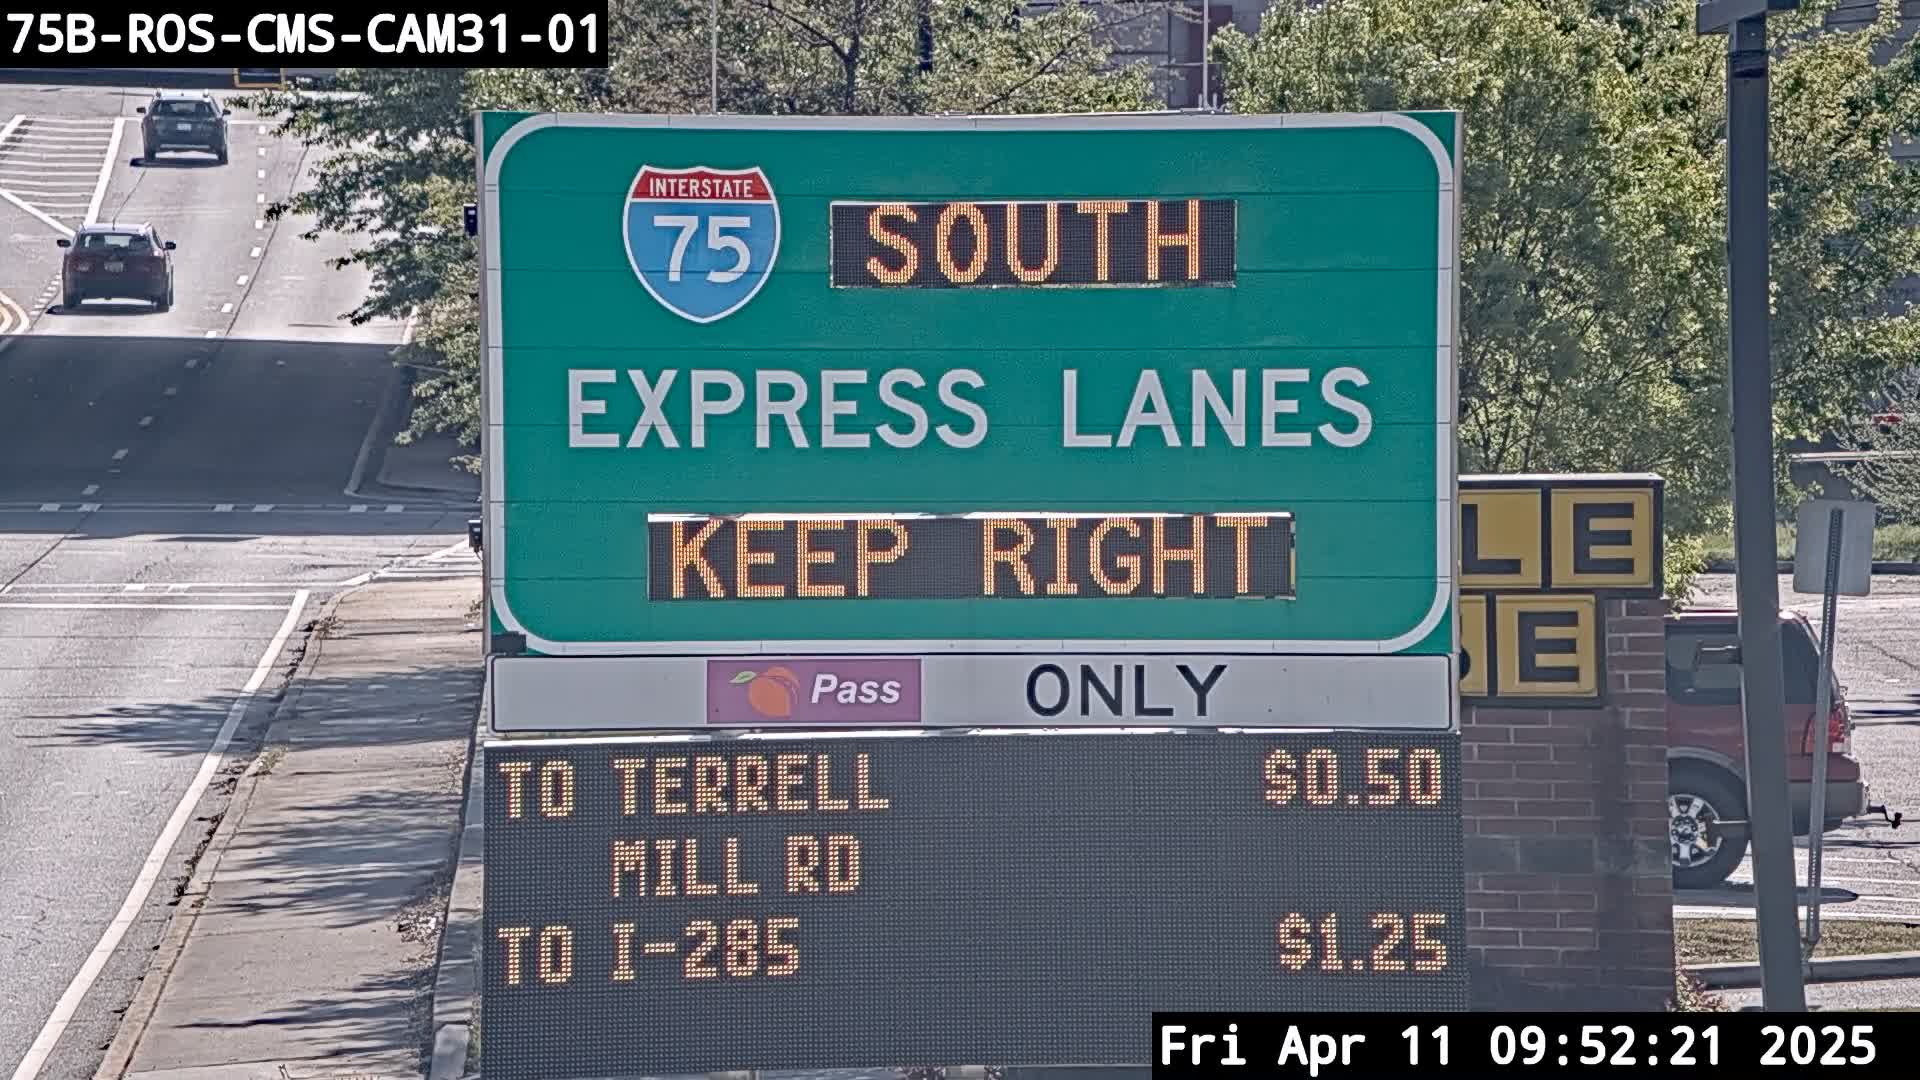 75B-ROS-CMS-CAM31-01
INTERSTATE
75
SOUTH
EXPRESS LANES
KEEP RIGHT
Pass ONLY
TO TERRELL $0.50
MILL RD
TO I-285 $1.25
LE
E
Fri Apr 11 09:52:21 2025